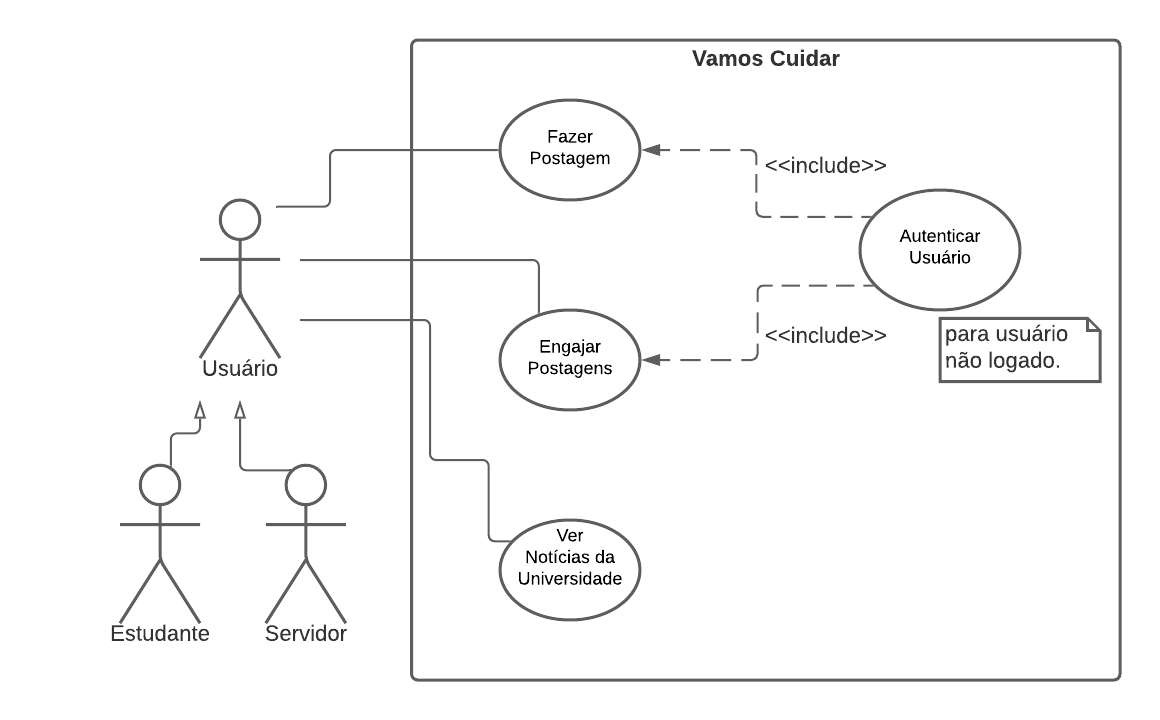 Vamos Cuidar
Fazer
Postagem
<<include>>
Autenticar
Usuário
<<include>>
para usuário
não logado.
Engajar
Postagens
Usuário
Ver
Notícias da
Universidade
Estudante
Servidor